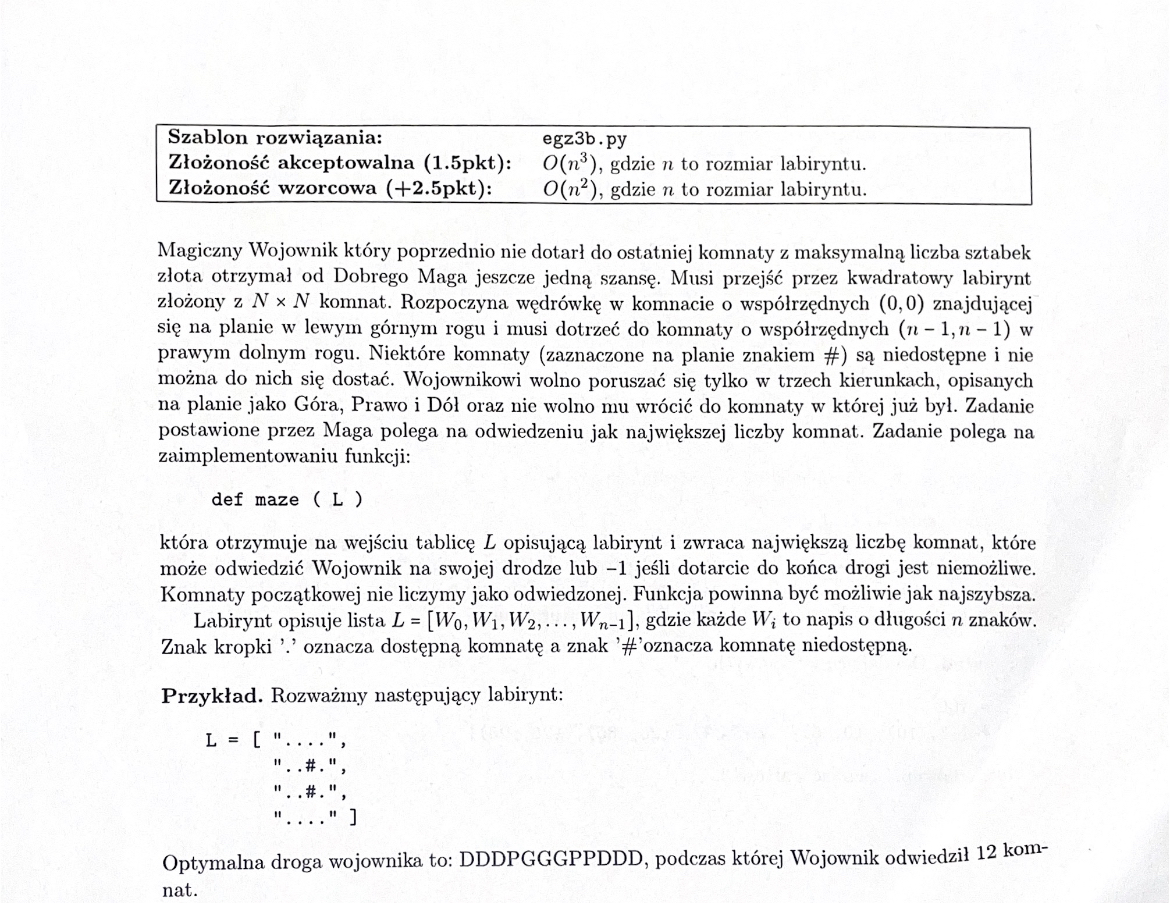 Szablon rozwiązania: egz3b.py
Złożoność akceptowalna (1.5pkt): O(n³), gdzie n to rozmiar labiryntu.
Złożoność wzorcowa (+2.5pkt): O(n²), gdzie n to rozmiar labiryntu.
Magiczny Wojownik który poprzednio nie dotarł do ostatniej komnaty z maksymalną liczba sztabek
złota otrzymał od Dobrego Maga jeszcze jedną szansę. Musi przejść przez kwadratowy labirynt
złożony z N × N komnat. Rozpoczyna wędrówkę w komnacie o współrzędnych (0,0) znajdującej
się na planie w lewym górnym rogu i musi dotrzeć do komnaty o współrzędnych (n − 1, n − 1) w
prawym dolnym rogu. Niektóre komnaty (zaznaczone na planie znakiem #) są niedostępne i nie
można do nich się dostać. Wojownikowi wolno poruszać się tylko w trzech kierunkach, opisanych
na planie jako Góra, Prawo i Dół oraz nie wolno mu wrócić do komnaty w której już był. Zadanie
postawione przez Maga polega na odwiedzeniu jak największej liczby komnat. Zadanie polega na
zaimplementowaniu funkcji:
def maze ( L )
która otrzymuje na wejściu tablicę L opisującą labirynt i zwraca największą liczbę komnat, które
może odwiedzić Wojownik na swojej drodze lub −1 jeśli dotarcie do końca drogi jest niemożliwe.
Komnaty początkowej nie liczymy jako odwiedzonej. Funkcja powinna być możliwie jak najszybsza.
Labirynt opisuje lista L = [W₀, W₁, W₂, . . . , Wₙ₋₁], gdzie każde Wᵢ to napis o długości n znaków.
Znak kropki '.' oznacza dostępną komnatę a znak '#'oznacza komnatę niedostępną.
Przykład. Rozważmy następujący labirynt:
L = [ "....",
"..#.",
"..#.",
"...." ]
Optymalna droga wojownika to: DDDPGGGPPDDD, podczas której Wojownik odwiedził 12 kom-
nat.